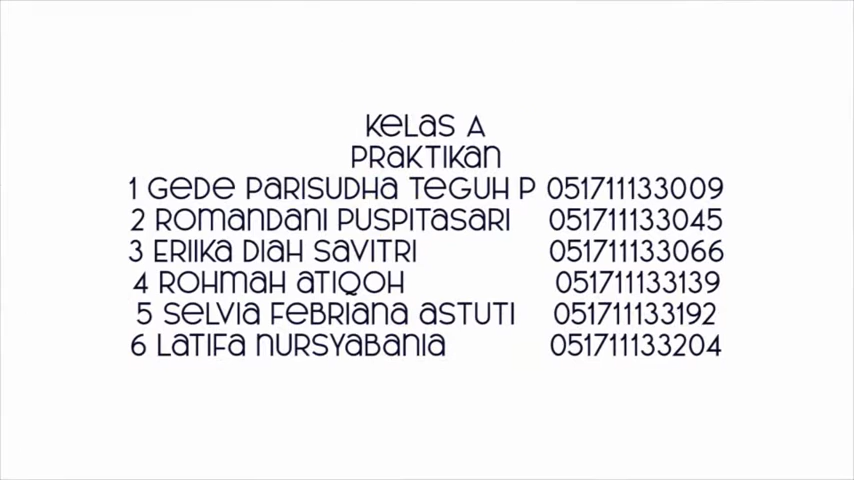 KELAS A
PRAKTIKAN
1 GEDE PARISUDHA TEGUH P 051711133009
2 ROMANDANI PUSPITASARI 051711133045
3 ERIIKA DIAH SAVITRI 051711133066
4 ROHMAH ATIQOH 051711133139
5 SELVIA FEBRIANA ASTUTI 051711133192
6 LATIFA NURSYABANIA 051711133204